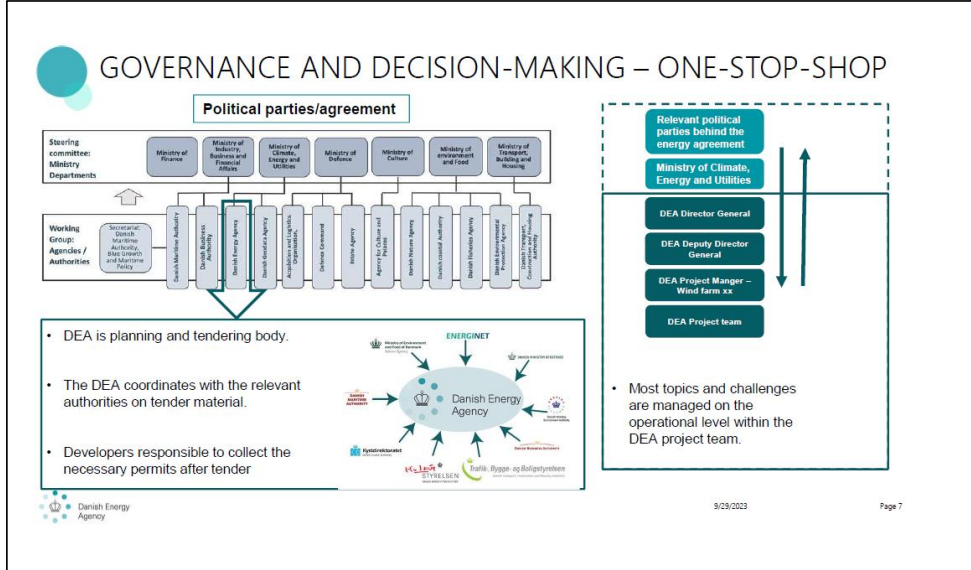 GOVERNANCE AND DECISION-MAKING – ONE-STOP-SHOP
Political parties/agreement
Steering
committee:
Ministry
Departments
Ministry of
Finance
Ministry of
Industry,
Business and
Financial
Affairs
Ministry of
Climate,
Energy and
Utilities
Ministry of
Defence
Ministry of
Culture
Ministry of
environment
and Food
Ministry of
Transport,
Building and
Housing
Working
Group:
Agencies /
Authorities
Secretariat:
Danish
Maritime
Authority,
Blue Growth
and Maritime
Policy
Danish Maritime Authority
Danish Business
Authority
Danish Energy Agency
Danish Geodata Agency
Acquisition and Logistics
Organisation,
Defence Command
Estate Agency
Agency for Culture and
Palaces
Danish Nature Agency
Danish coastal Authority
Danish Fisheries Agency
Danish Environmental
Protection Agency
Danish Transport,
Construction and Housing
Authority
• DEA is planning and tendering body.
• The DEA coordinates with the relevant
authorities on tender material.
• Developers responsible to collect the
necessary permits after tender
ENERGINET
Ministry of Environment
and Food of Denmark
Nature Agency
DANISH
MARITIME
AUTHORITY
Danish Energy
Agency
Kystdirektoratet
STYRELSEN
Trafik-, Bygge- og Boligstyrelsen
Relevant political
parties behind the
energy agreement
Ministry of Climate,
Energy and Utilities
DEA Director General
DEA Deputy Director
General
DEA Project Manger –
Wind farm xx
DEA Project team
• Most topics and challenges
are managed on the
operational level within the
DEA project team.
Danish Energy
Agency
9/29/2023
Page 7